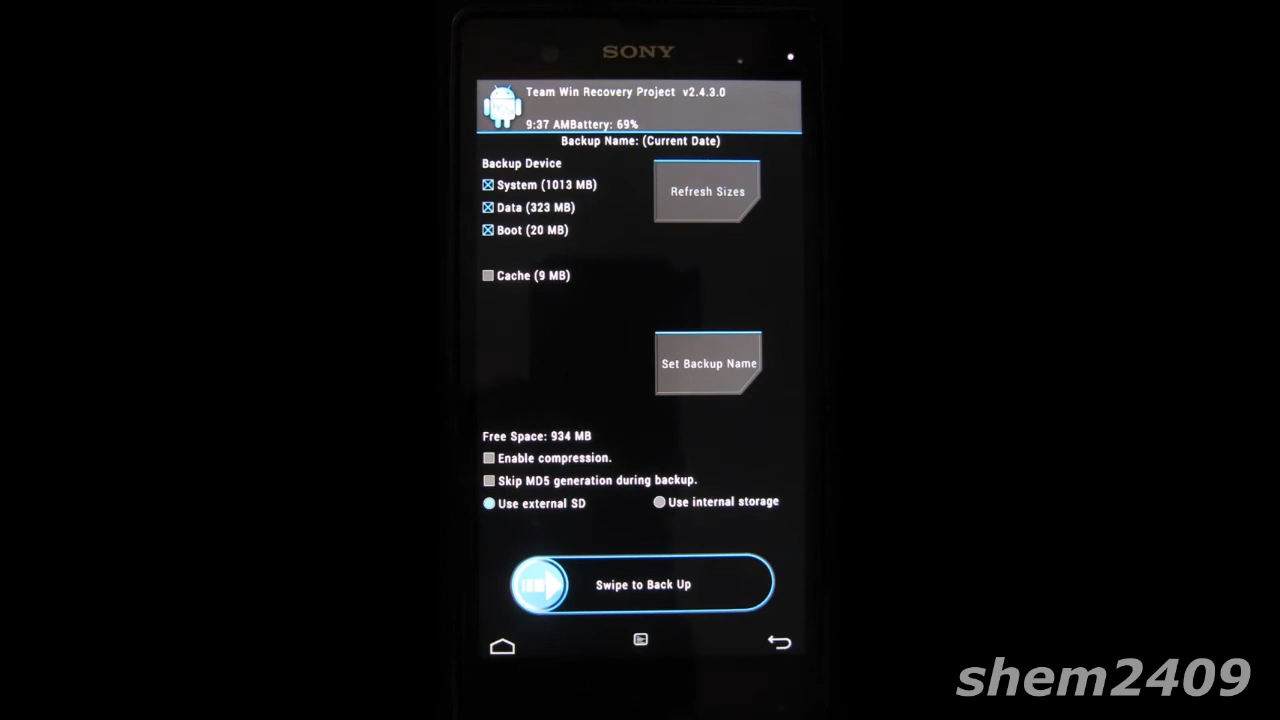 SONY
Team Win Recovery Project v2.4.3.0
9:37 AMBattery: 69%
Backup Name: (Current Date)
Backup Device
System (1013 MB)
Refresh Sizes
Data (323 MB)
Boot (20 MB)
Cache (9 MB)
Set Backup Name
Free Space: 934 MB
Enable compression.
Skip MD5 generation during backup.
Use external SD
Use internal storage
Swipe to Back Up
shem2409